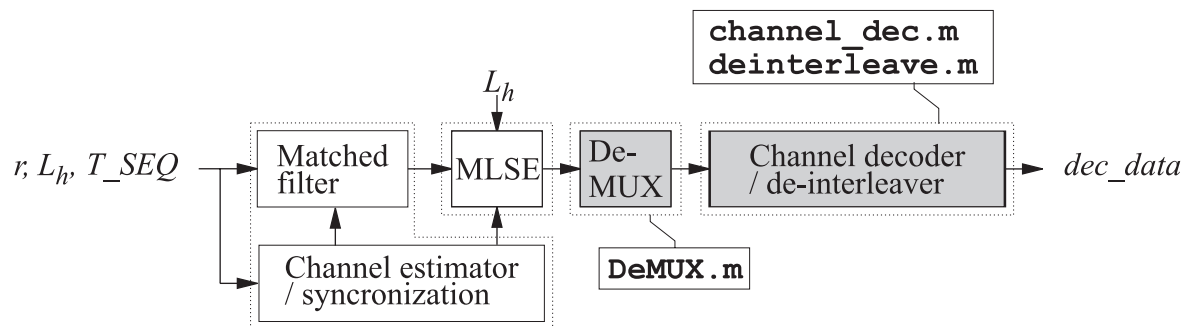 channel_dec.m
deinterleave.m
L_h
r, L_h, T_SEQ
Matched
filter
MLSE
De-
MUX
Channel decoder
/ de-interleaver
dec_data
Channel estimator
/ syncronization
DeMUX.m